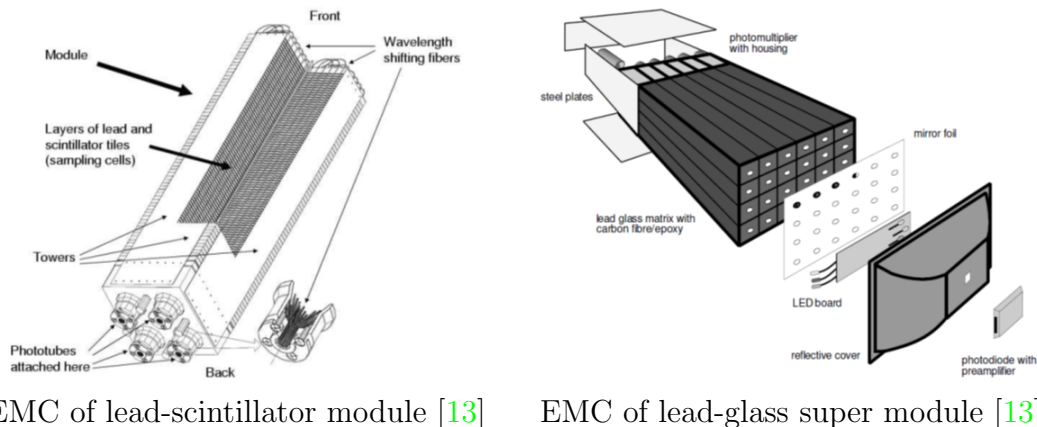 Front
Module
Wavelength
shifting fibers
Layers of lead and
scintillator tiles
(sampling cells)
Towers
Phototubes
attached here
Back
EMC of lead-scintillator module [13]
photomultiplier
with housing
steel plates
mirror foil
lead glass matrix with
carbon fibre/epoxy
LED board
reflective cover
photodiode with
preamplifier
EMC of lead-glass super module [13]